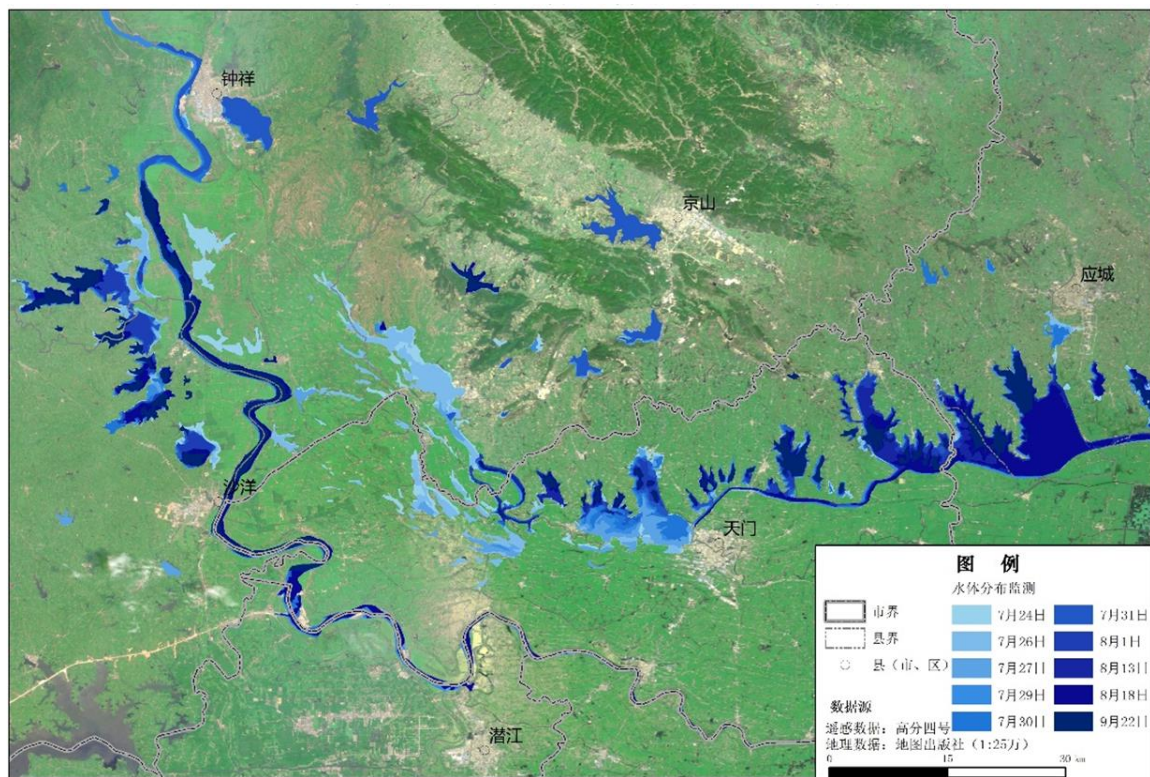 钟祥
京山
应城
沙洋
天门
潜江
图 例
水体分布监测
市界
县界
县（市、区）
7月24日
7月26日
7月27日
7月29日
7月30日
7月31日
8月1日
8月13日
8月18日
9月22日
数据源
遥感数据：高分四号
地理数据：地图出版社（1:25万）
0 15 30 km